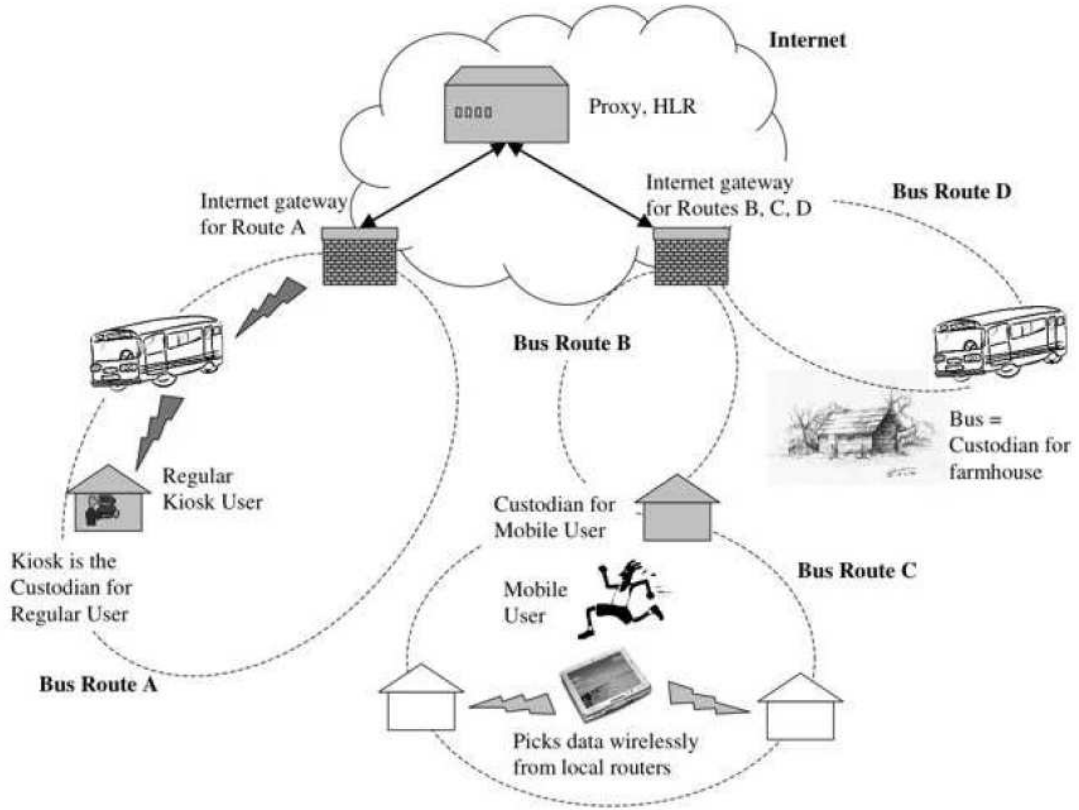 Internet
Proxy, HLR
Internet gateway
for Route A
Internet gateway
for Routes B, C, D
Bus Route D
Bus Route B
Bus =
Custodian for
farmhouse
Regular
Kiosk User
Custodian for
Mobile User
Kiosk is the
Custodian for
Regular User
Mobile
User
Bus Route C
Bus Route A
Picks data wirelessly
from local routers